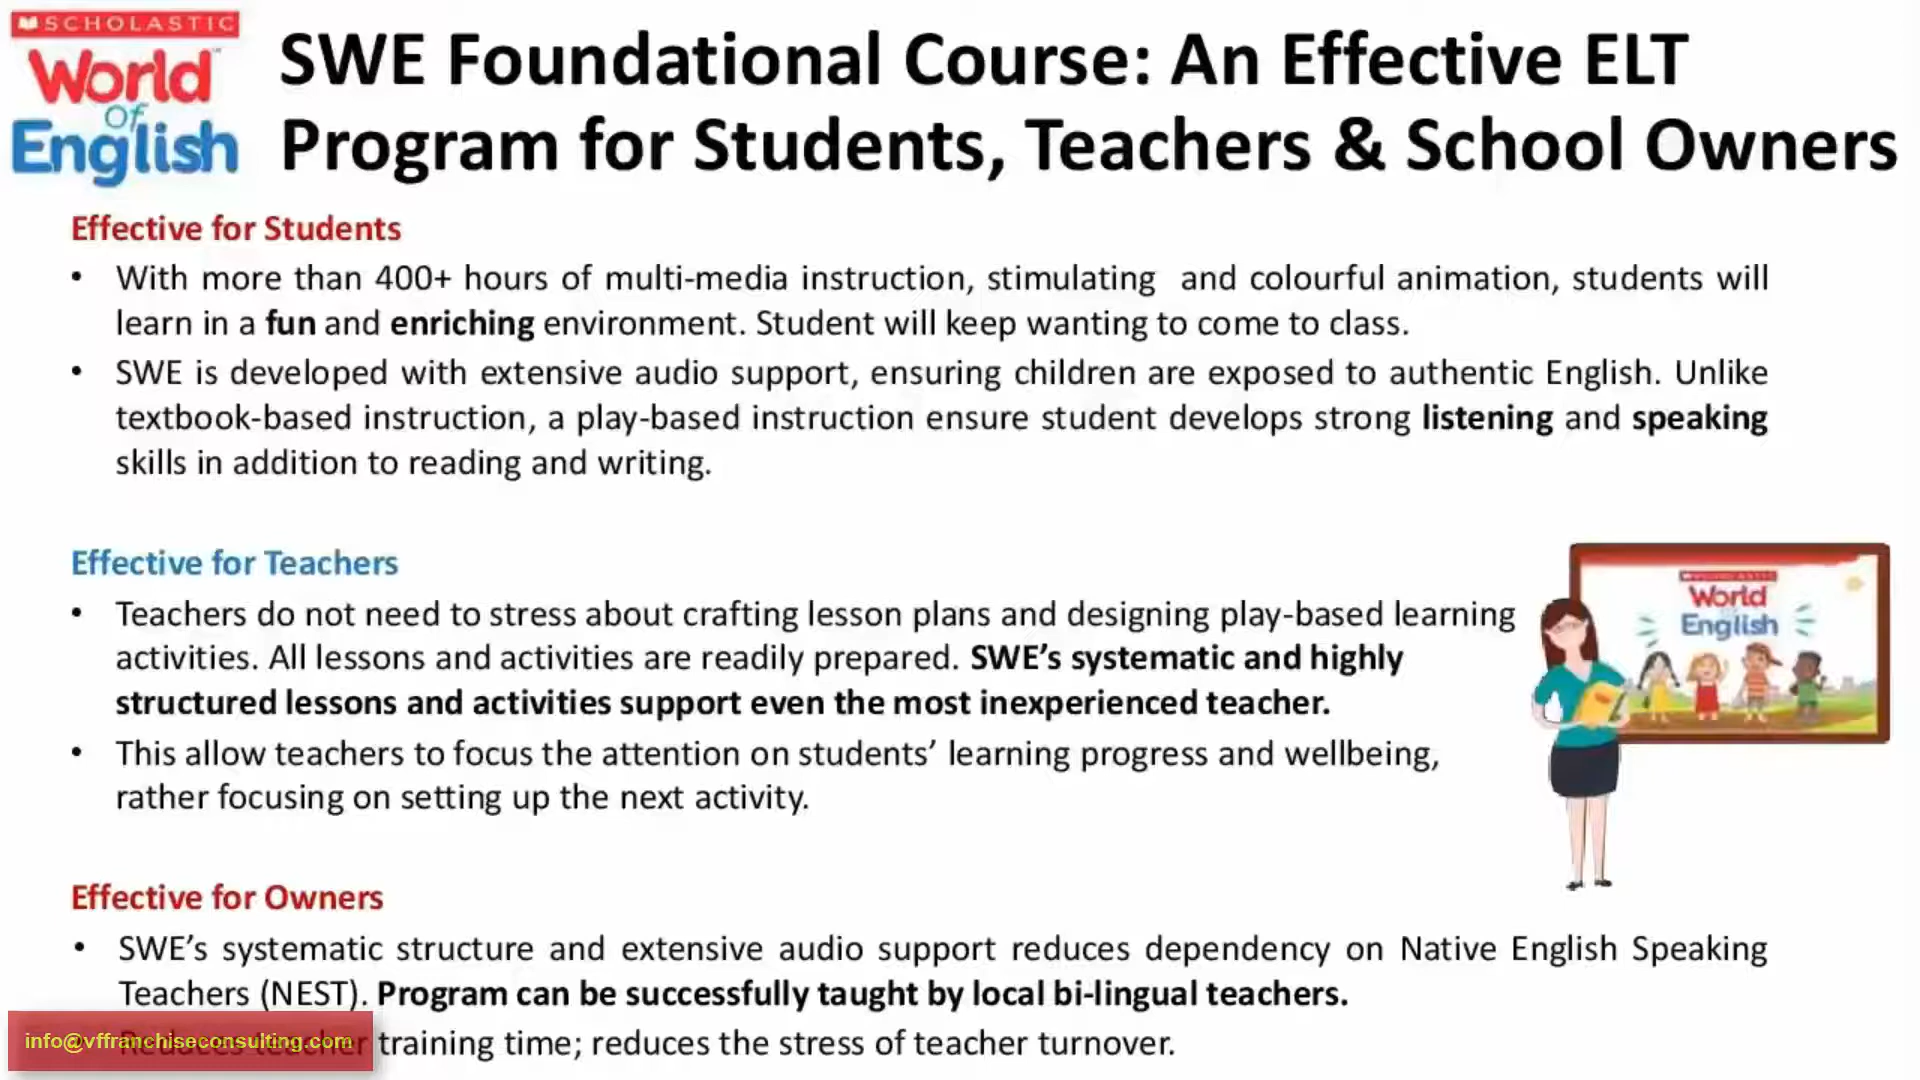 SCHOLASTIC
World
Of
English
SWE Foundational Course: An Effective ELT
Program for Students, Teachers & School Owners
Effective for Students
• With more than 400+ hours of multi-media instruction, stimulating and colourful animation, students will
learn in a fun and enriching environment. Student will keep wanting to come to class.
• SWE is developed with extensive audio support, ensuring children are exposed to authentic English. Unlike
textbook-based instruction, a play-based instruction ensure student develops strong listening and speaking
skills in addition to reading and writing.
Effective for Teachers
• Teachers do not need to stress about crafting lesson plans and designing play-based learning
activities. All lessons and activities are readily prepared. SWE’s systematic and highly
structured lessons and activities support even the most inexperienced teacher.
• This allow teachers to focus the attention on students’ learning progress and wellbeing,
rather focusing on setting up the next activity.
SCHOLASTIC
World
English
Effective for Owners
• SWE’s systematic structure and extensive audio support reduces dependency on Native English Speaking
Teachers (NEST). Program can be successfully taught by local bi-lingual teachers.
Reduces teacher training time; reduces the stress of teacher turnover.
info@vffranchiseconsulting.com